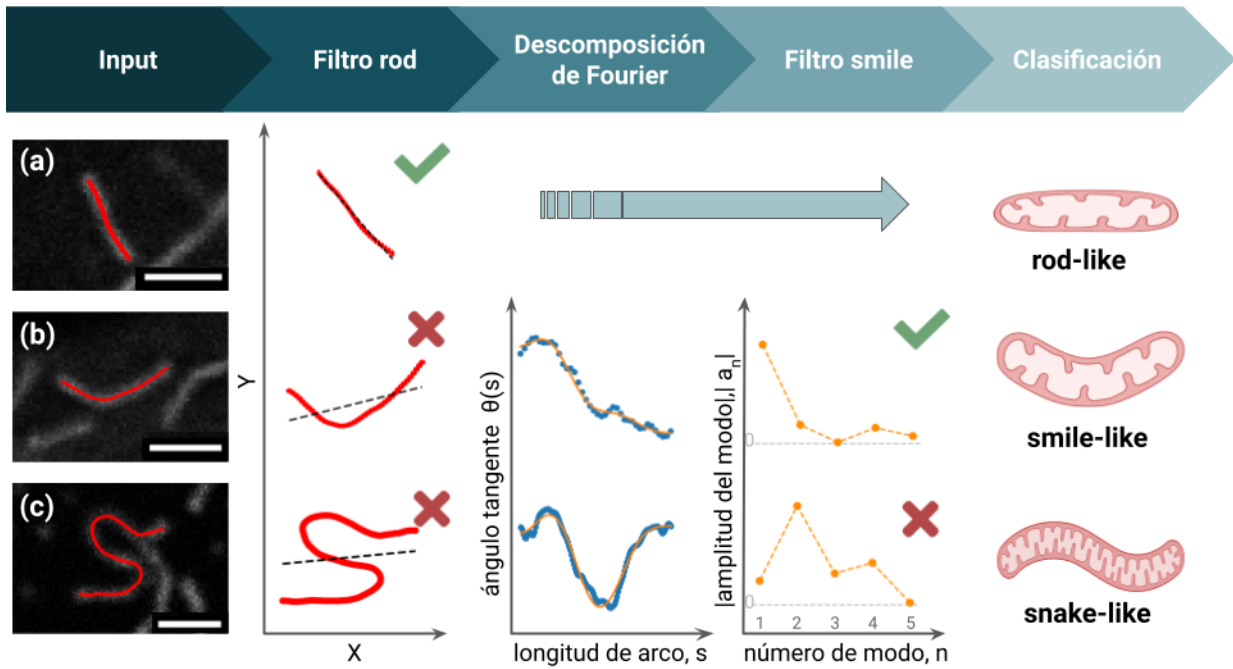 Input
Filtro rod
Descomposición
de Fourier
Filtro smile
Clasificación
(a)
rod-like
(b)
smile-like
(c)
snake-like
Y
X
ángulo tangente θ(s)
longitud de arco, s
|amplitud del modo|,| aₙ|
0
0
1 2 3 4 5
número de modo, n